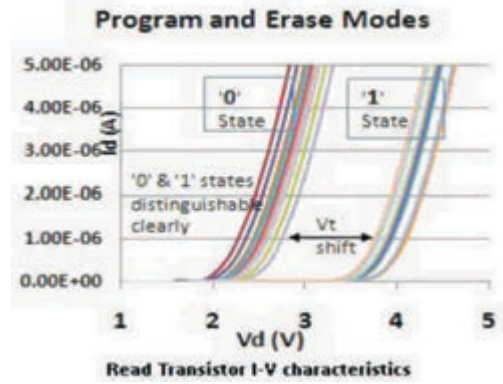 Program and Erase Modes
5.00E-06
4.00E-06
3.00E-06
2.00E-06
1.00E-06
0.00E+00
Id (A)
'0'
State
'1'
State
'0' & '1' states
distinguishable
clearly
Vt
shift
1 2 3 4 5
Vd (V)
Read Transistor I-V characteristics